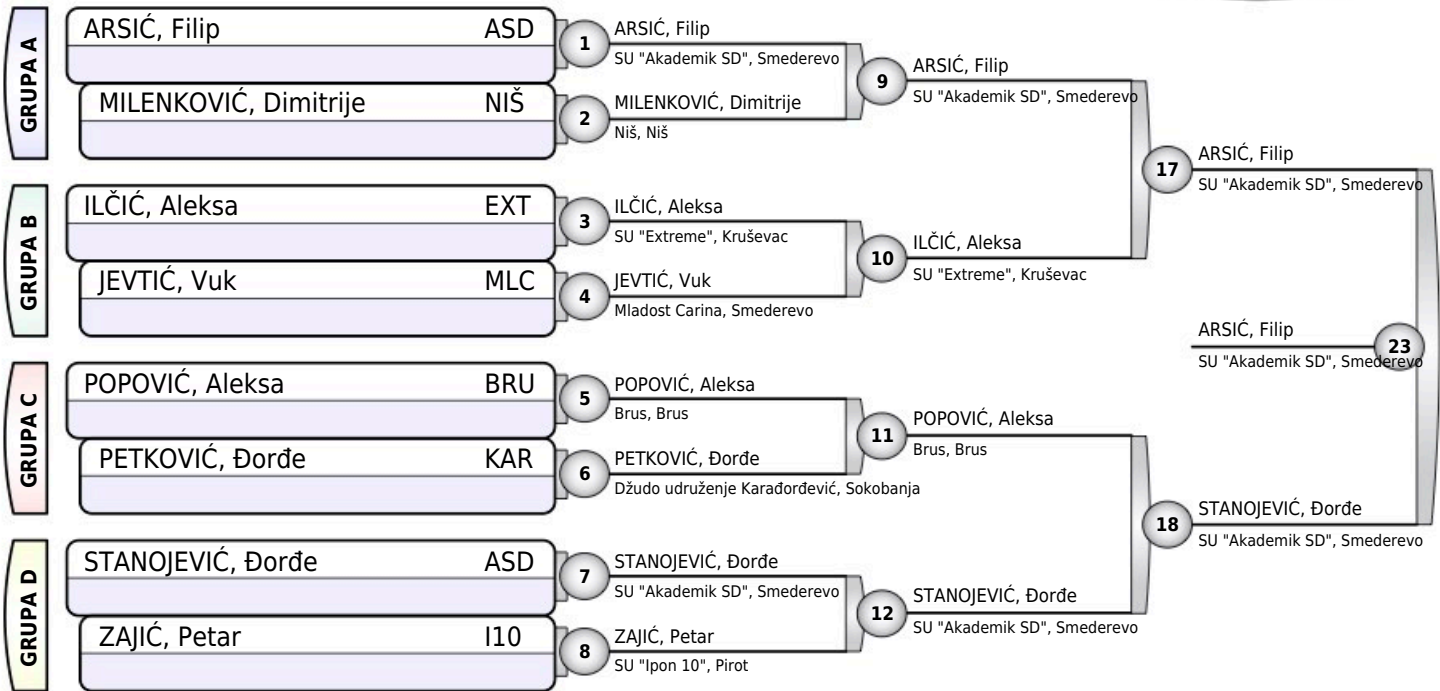 GRUPA A
ARSIĆ, Filip ASD
MILENKOVIĆ, Dimitrije NIŠ
GRUPA B
ILČIĆ, Aleksa EXT
JEVTIĆ, Vuk MLC
GRUPA C
POPOVIĆ, Aleksa BRU
PETKOVIĆ, Đorđe KAR
GRUPA D
STANOJEVIĆ, Đorđe ASD
ZAJIĆ, Petar I10
1
ARSIĆ, Filip
SU "Akademik SD", Smederevo
2
MILENKOVIĆ, Dimitrije
Niš, Niš
3
ILČIĆ, Aleksa
SU "Extreme", Kruševac
4
JEVTIĆ, Vuk
Mladost Carina, Smederevo
5
POPOVIĆ, Aleksa
Brus, Brus
6
PETKOVIĆ, Đorđe
Džudo udruženje Karađorđević, Sokobanja
7
STANOJEVIĆ, Đorđe
SU "Akademik SD", Smederevo
8
ZAJIĆ, Petar
SU "Ipon 10", Pirot
9
ARSIĆ, Filip
SU "Akademik SD", Smederevo
10
ILČIĆ, Aleksa
SU "Extreme", Kruševac
11
POPOVIĆ, Aleksa
Brus, Brus
12
STANOJEVIĆ, Đorđe
SU "Akademik SD", Smederevo
17
ARSIĆ, Filip
SU "Akademik SD", Smederevo
18
STANOJEVIĆ, Đorđe
SU "Akademik SD", Smederevo
23
ARSIĆ, Filip
SU "Akademik SD", Smederevo